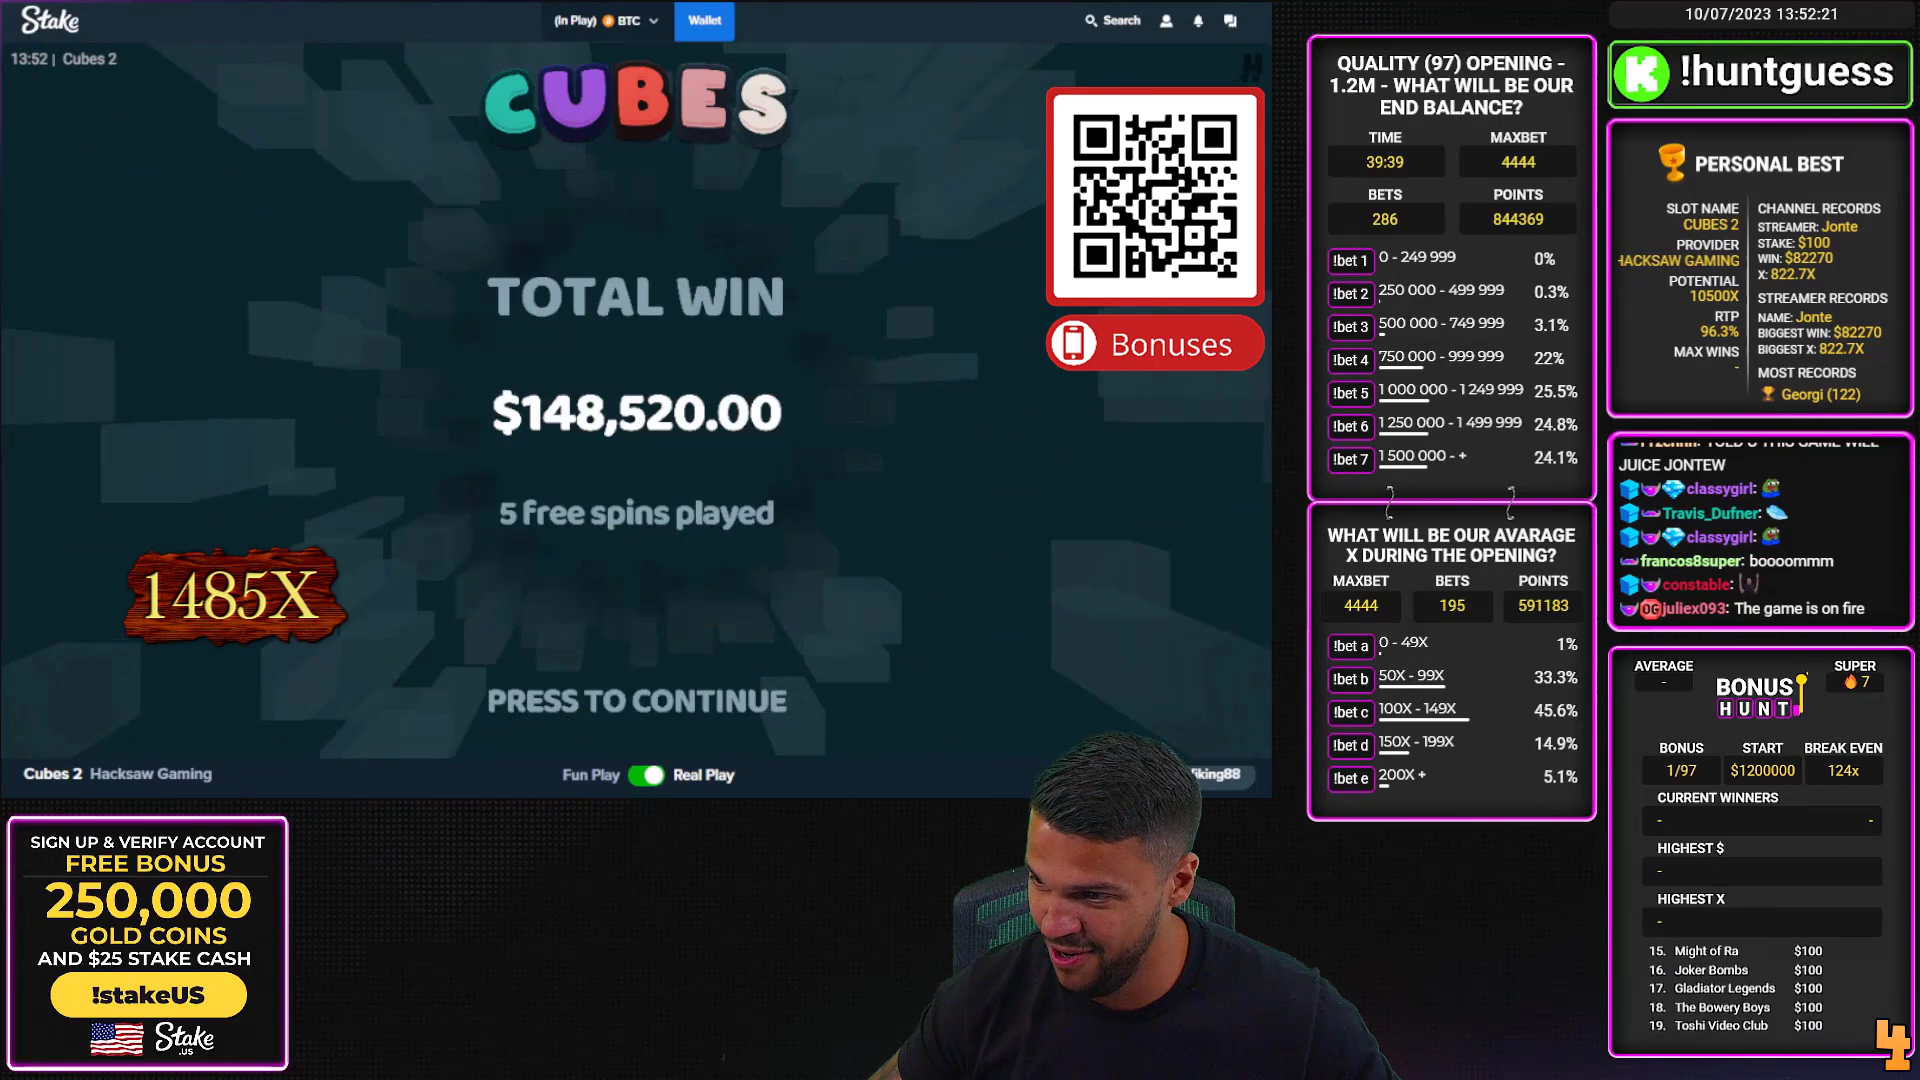 Stake
(In Play) BTC
Wallet
Search
13:52 | Cubes 2
CUBES
TOTAL WIN
$148,520.00
5 free spins played
1485X
PRESS TO CONTINUE
Cubes 2 Hacksaw Gaming
Fun Play Real Play
iking88
Bonuses
SIGN UP & VERIFY ACCOUNT
FREE BONUS
250,000
GOLD COINS
AND $25 STAKE CASH
!stakeUS
Stake
.US
QUALITY (97) OPENING -
1.2M - WHAT WILL BE OUR
END BALANCE?
TIME MAXBET
39:39 4444
BETS POINTS
286 844369
!bet 1 0 - 249 999 0%
!bet 2 250 000 - 499 999 0.3%
!bet 3 500 000 - 749 999 3.1%
!bet 4 750 000 - 999 999 22%
!bet 5 1 000 000 - 1 249 999 25.5%
!bet 6 1 250 000 - 1 499 999 24.8%
!bet 7 1 500 000 - + 24.1%
WHAT WILL BE OUR AVARAGE
X DURING THE OPENING?
MAXBET BETS POINTS
4444 195 591183
!bet a 0 - 49X 1%
!bet b 50X - 99X 33.3%
!bet c 100X - 149X 45.6%
!bet d 150X - 199X 14.9%
!bet e 200X + 5.1%
10/07/2023 13:52:21
K !huntguess
PERSONAL BEST
SLOT NAME
CUBES 2
PROVIDER
HACKSAW GAMING
POTENTIAL
10500X
RTP
96.3%
MAX WINS
-
CHANNEL RECORDS
STREAMER: Jonte
STAKE: $100
WIN: $82270
X: 822.7X
STREAMER RECORDS
NAME: Jonte
BIGGEST WIN: $82270
BIGGEST X: 822.7X
MOST RECORDS
Georgi (122)
TOLD U THIS GAME WILL
JUICE JONTEW
classygirl:
Travis_Dufner:
classygirl:
francos8super: boooommm
constable:
OG juliex093: The game is on fire
AVERAGE
-
BONUS
HUNT
SUPER
7
BONUS START BREAK EVEN
1/97 $1200000 124x
CURRENT WINNERS
- -
HIGHEST $
-
HIGHEST X
-
15. Might of Ra $100
16. Joker Bombs $100
17. Gladiator Legends $100
18. The Bowery Boys $100
19. Toshi Video Club $100
4